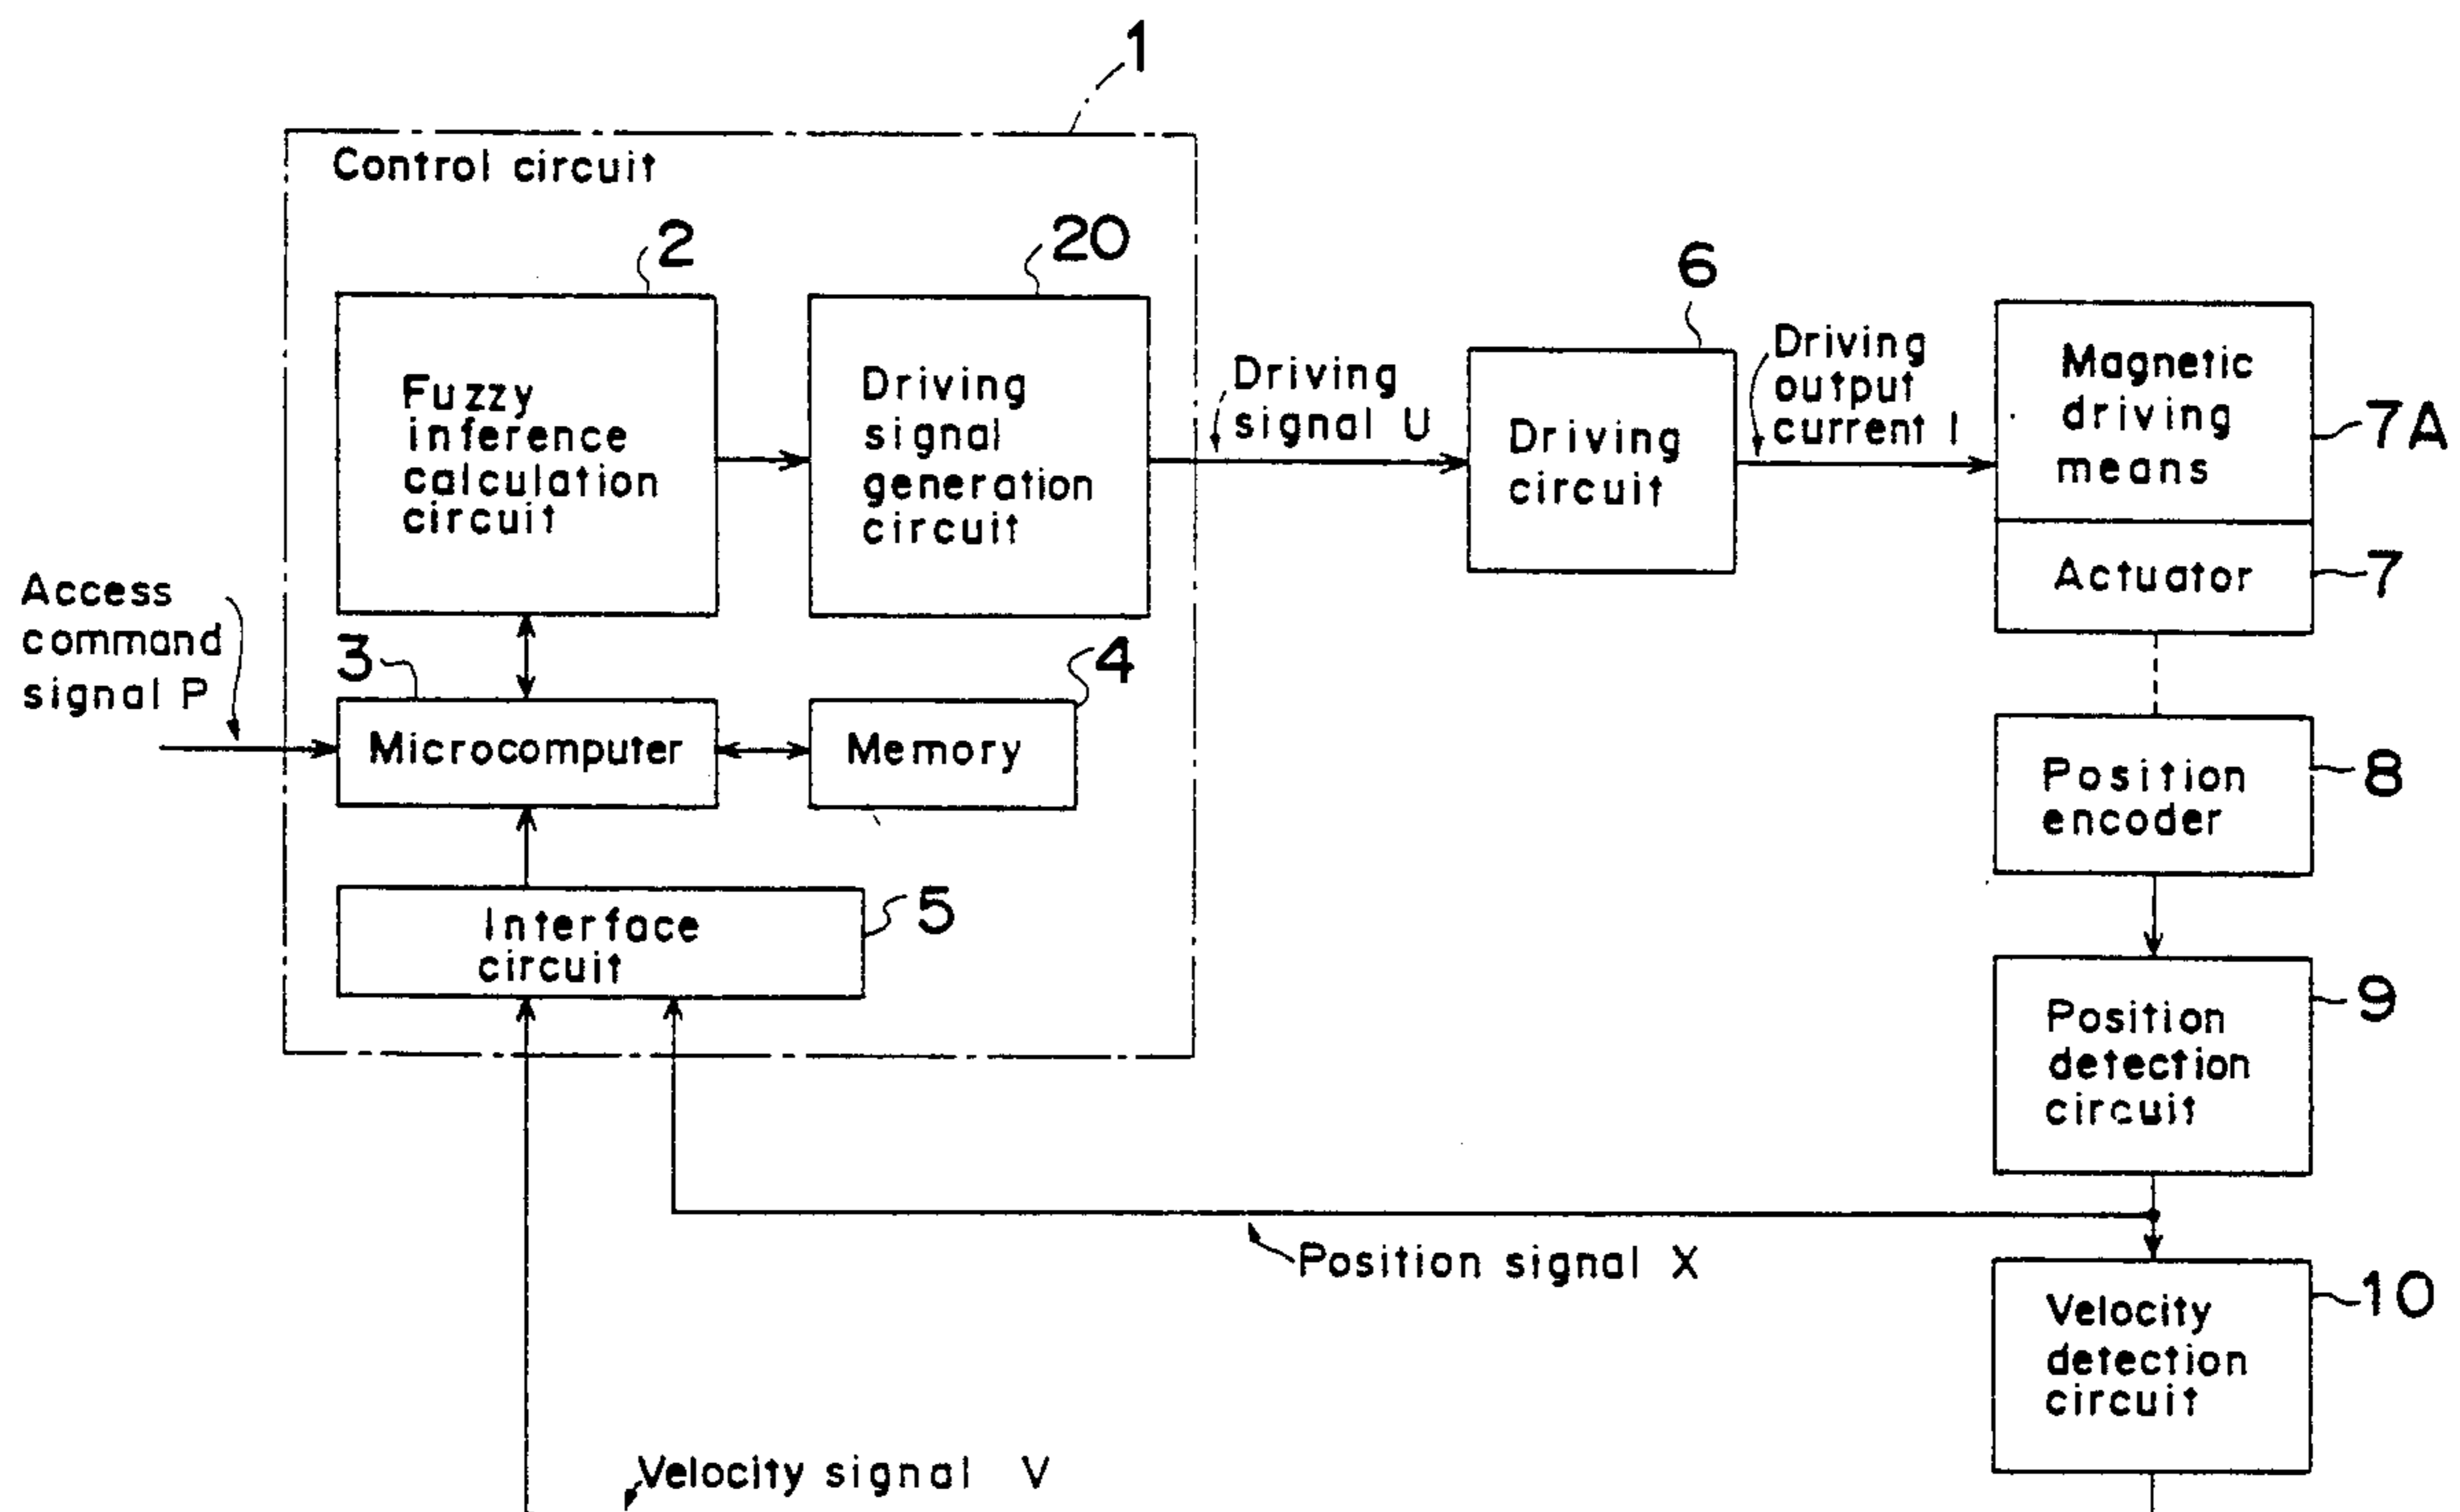 1
Control circuit
2
20
6
Fuzzy
inference
calculation
circuit
Driving
signal
generation
circuit
Driving
signal U
Driving
circuit
Driving
output
current I
Magnetic
driving
means
7A
Actuator
7
Access
command
signal P
3
4
Microcomputer
Memory
Position
encoder
8
Interface
circuit
5
Position
detection
circuit
9
Position signal X
Velocity
detection
circuit
10
Velocity signal V